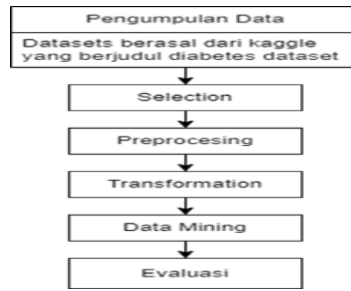 Pengumpulan Data
Datasets berasal dari kaggle
yang berjudul diabetes dataset
Selection
Preprocesing
Transformation
Data Mining
Evaluasi